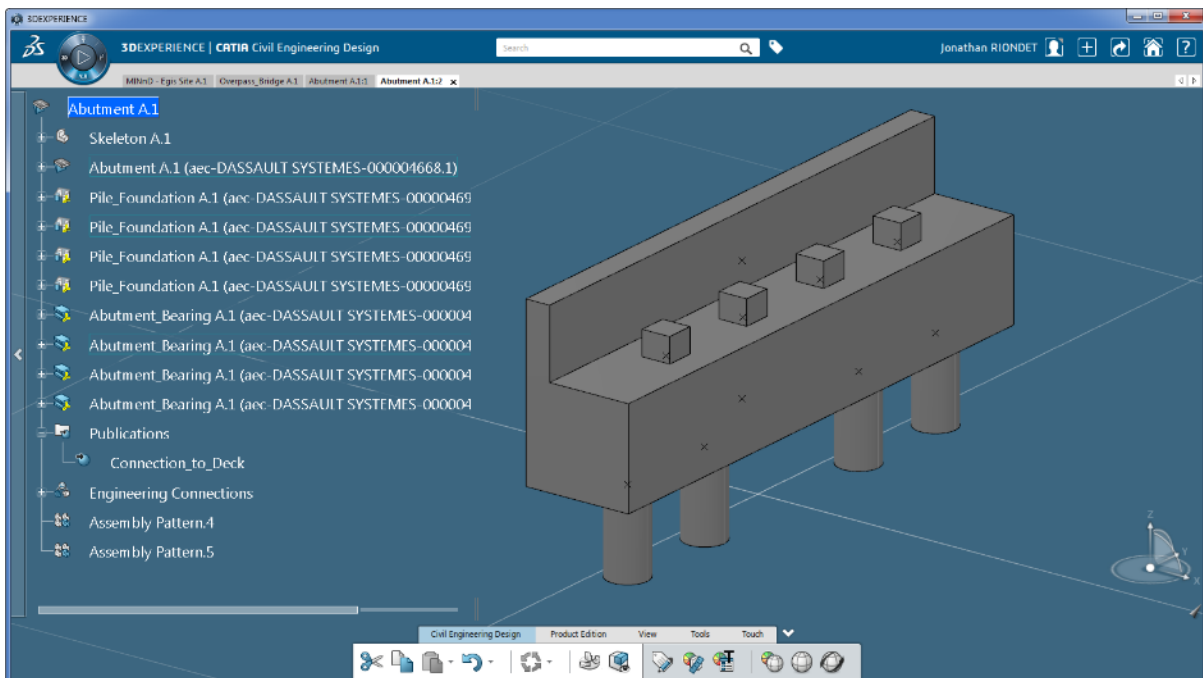 3DEXPERIENCE
3DEXPERIENCE | CATIA Civil Engineering Design
Search
Jonathan RIONDET
MINnD - Egis Site A.1 Overpass_Bridge A.1 Abutment A.1:1 Abutment A.1:2
Abutment A.1
Skeleton A.1
Abutment A.1 (aec-DASSAULT SYSTEMES-000004668.1)
Pile_Foundation A.1 (aec-DASSAULT SYSTEMES-00000469
Pile_Foundation A.1 (aec-DASSAULT SYSTEMES-00000469
Pile_Foundation A.1 (aec-DASSAULT SYSTEMES-00000469
Pile_Foundation A.1 (aec-DASSAULT SYSTEMES-00000469
Abutment_Bearing A.1 (aec-DASSAULT SYSTEMES-000004
Abutment_Bearing A.1 (aec-DASSAULT SYSTEMES-000004
Abutment_Bearing A.1 (aec-DASSAULT SYSTEMES-000004
Abutment_Bearing A.1 (aec-DASSAULT SYSTEMES-000004
Publications
Connection_to_Deck
Engineering Connections
Assembly Pattern.4
Assembly Pattern.5
Z
Y
X
Civil Engineering Design Product Edition View Tools Touch